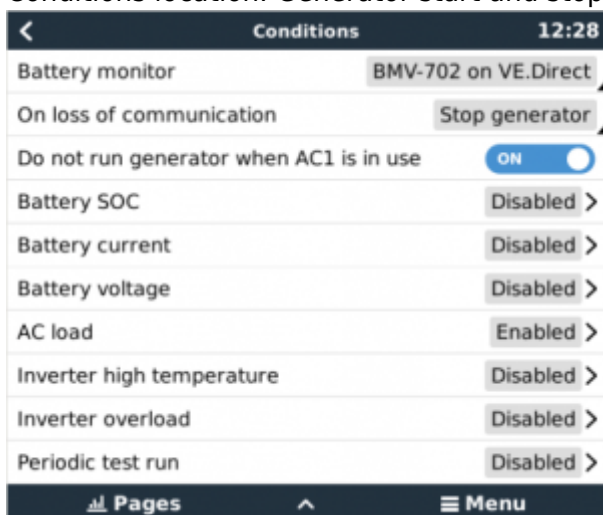 Conditions 12:28
Battery monitor BMV-702 on VE.Direct
On loss of communication Stop generator
Do not run generator when AC1 is in use ON
Battery SOC Disabled
Battery current Disabled
Battery voltage Disabled
AC load Enabled
Inverter high temperature Disabled
Inverter overload Disabled
Periodic test run Disabled
Pages Menu